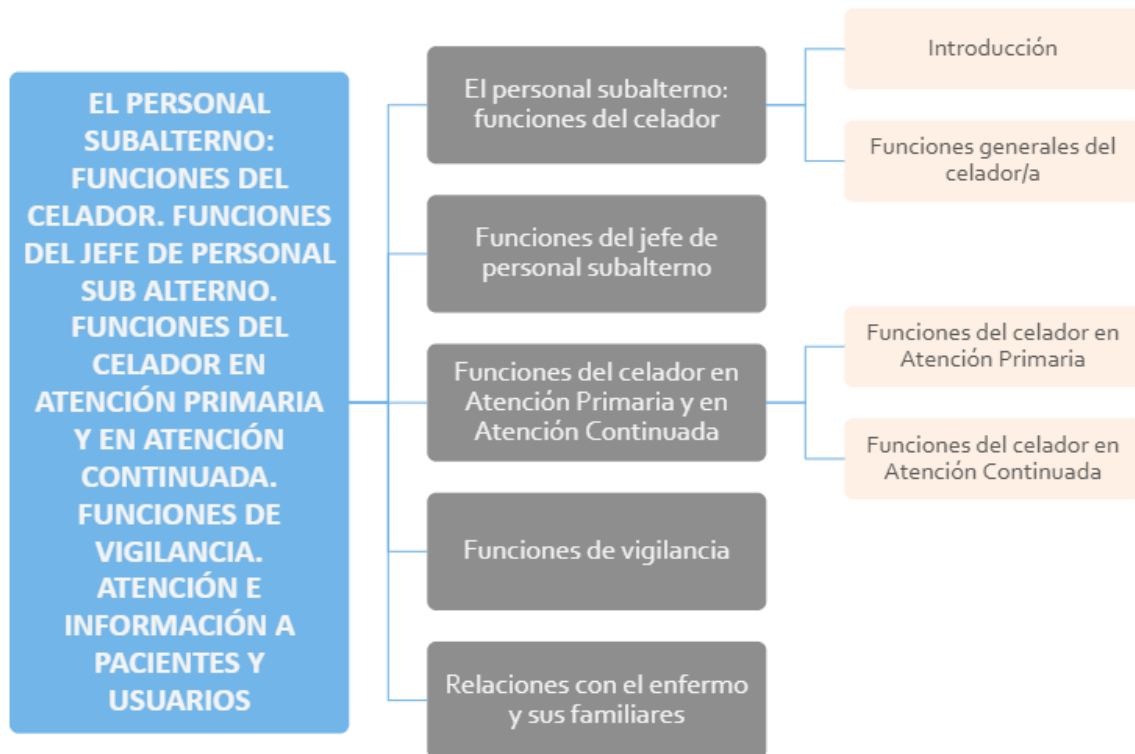 EL PERSONAL
SUBALTERNO:
FUNCIONES DEL
CELADOR. FUNCIONES
DEL JEFE DE PERSONAL
SUB ALTERNO.
FUNCIONES DEL
CELADOR EN
ATENCIÓN PRIMARIA
Y EN ATENCIÓN
CONTINUADA.
FUNCIONES DE
VIGILANCIA.
ATENCIÓN E
INFORMACIÓN A
PACIENTES Y
USUARIOS
El personal subalterno:
funciones del celador
Introducción
Funciones generales del
celador/a
Funciones del jefe de
personal subalterno
Funciones del celador en
Atención Primaria y en
Atención Continuada
Funciones del celador en
Atención Primaria
Funciones del celador en
Atención Continuada
Funciones de vigilancia
Relaciones con el enfermo
y sus familiares